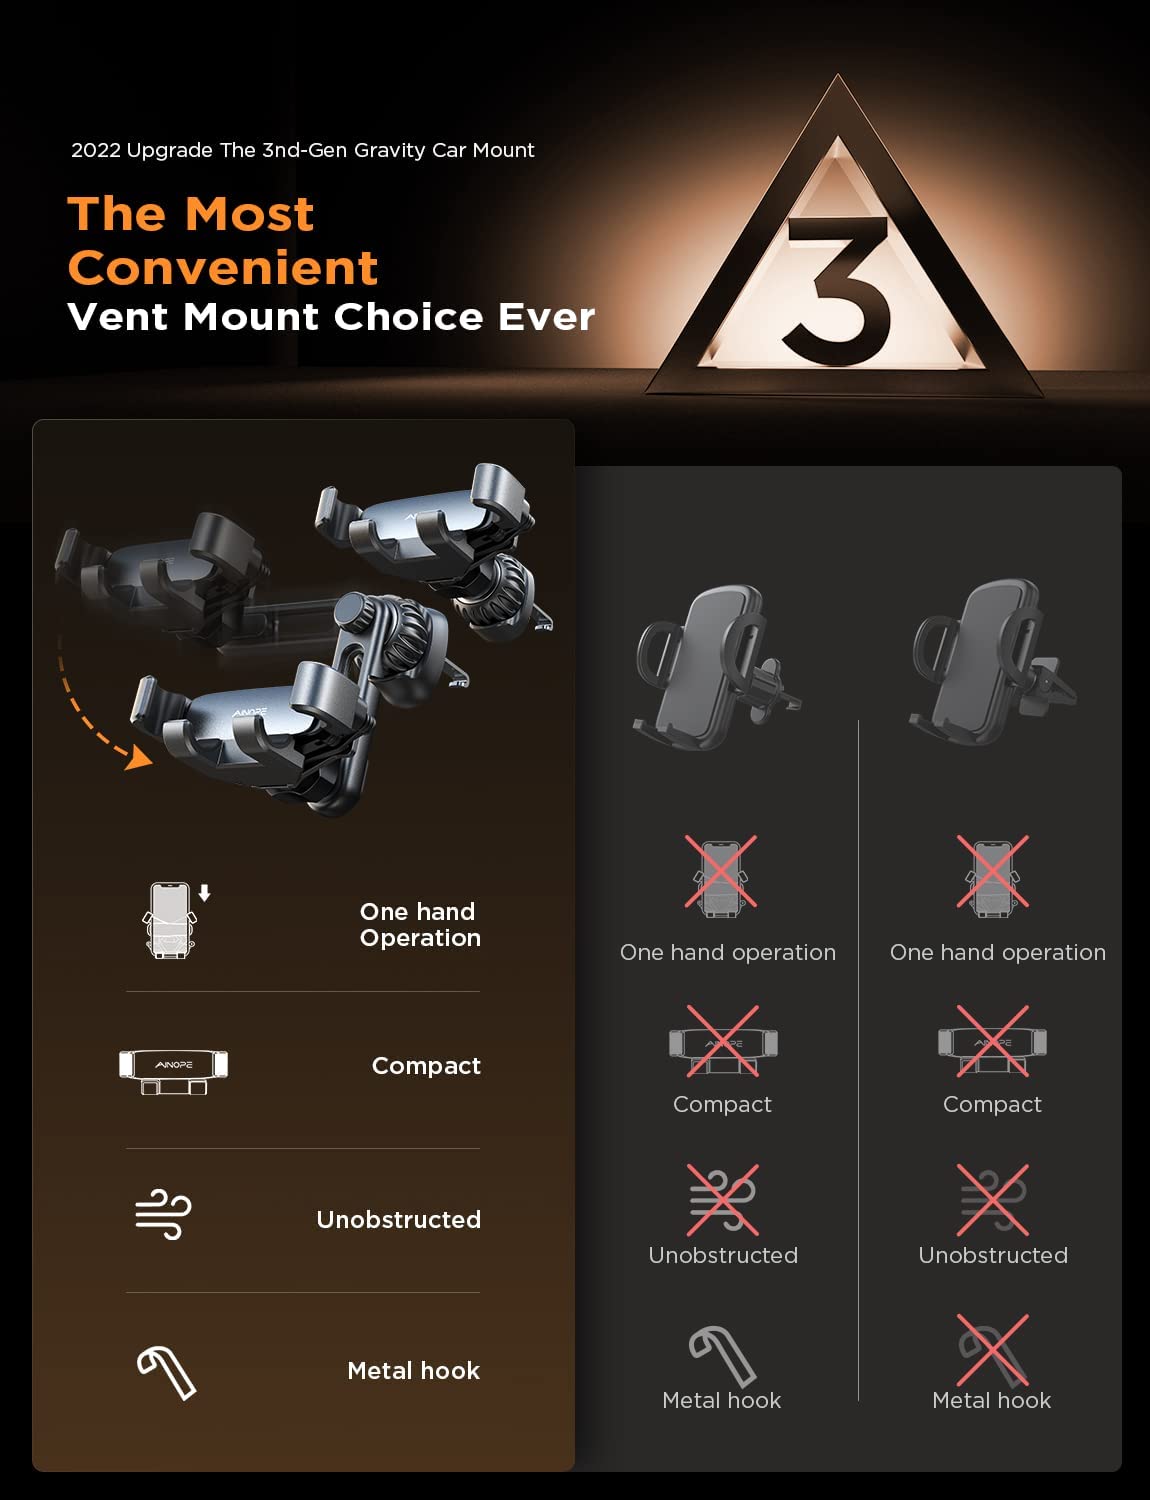 2022 Upgrade The 3nd-Gen Gravity Car Mount
The Most
Convenient
Vent Mount Choice Ever
3
AINOPE
One hand
Operation
One hand operation
One hand operation
AINOPE
Compact
Compact
Compact
Unobstructed
Unobstructed
Unobstructed
Metal hook
Metal hook
Metal hook